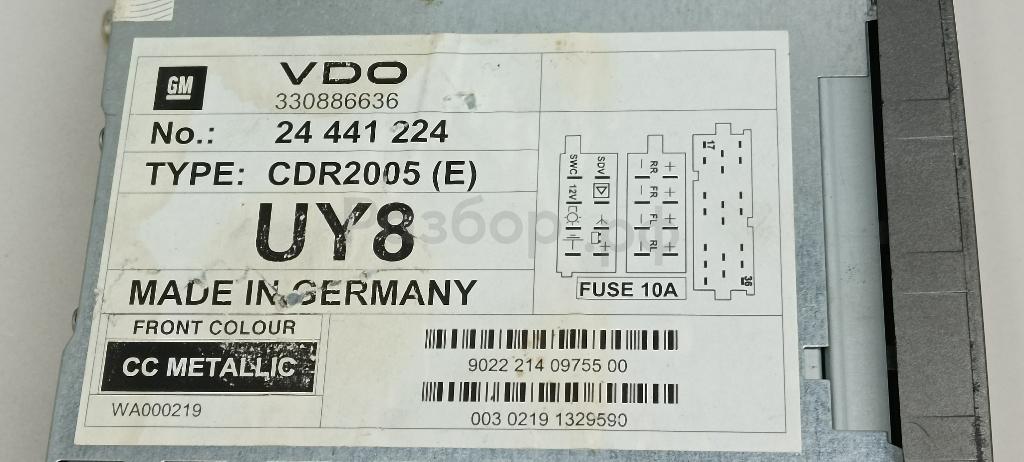 GM
VDO
330886636
No.: 24 441 224
TYPE: CDR2005 (E)
UY8
MADE IN GERMANY
FRONT COLOUR
CC METALLIC
WA000219
SWC 12V
SDV
RR FR FL RL
17
36
FUSE 10A
9022 214 09755 00
003 0219 1329590